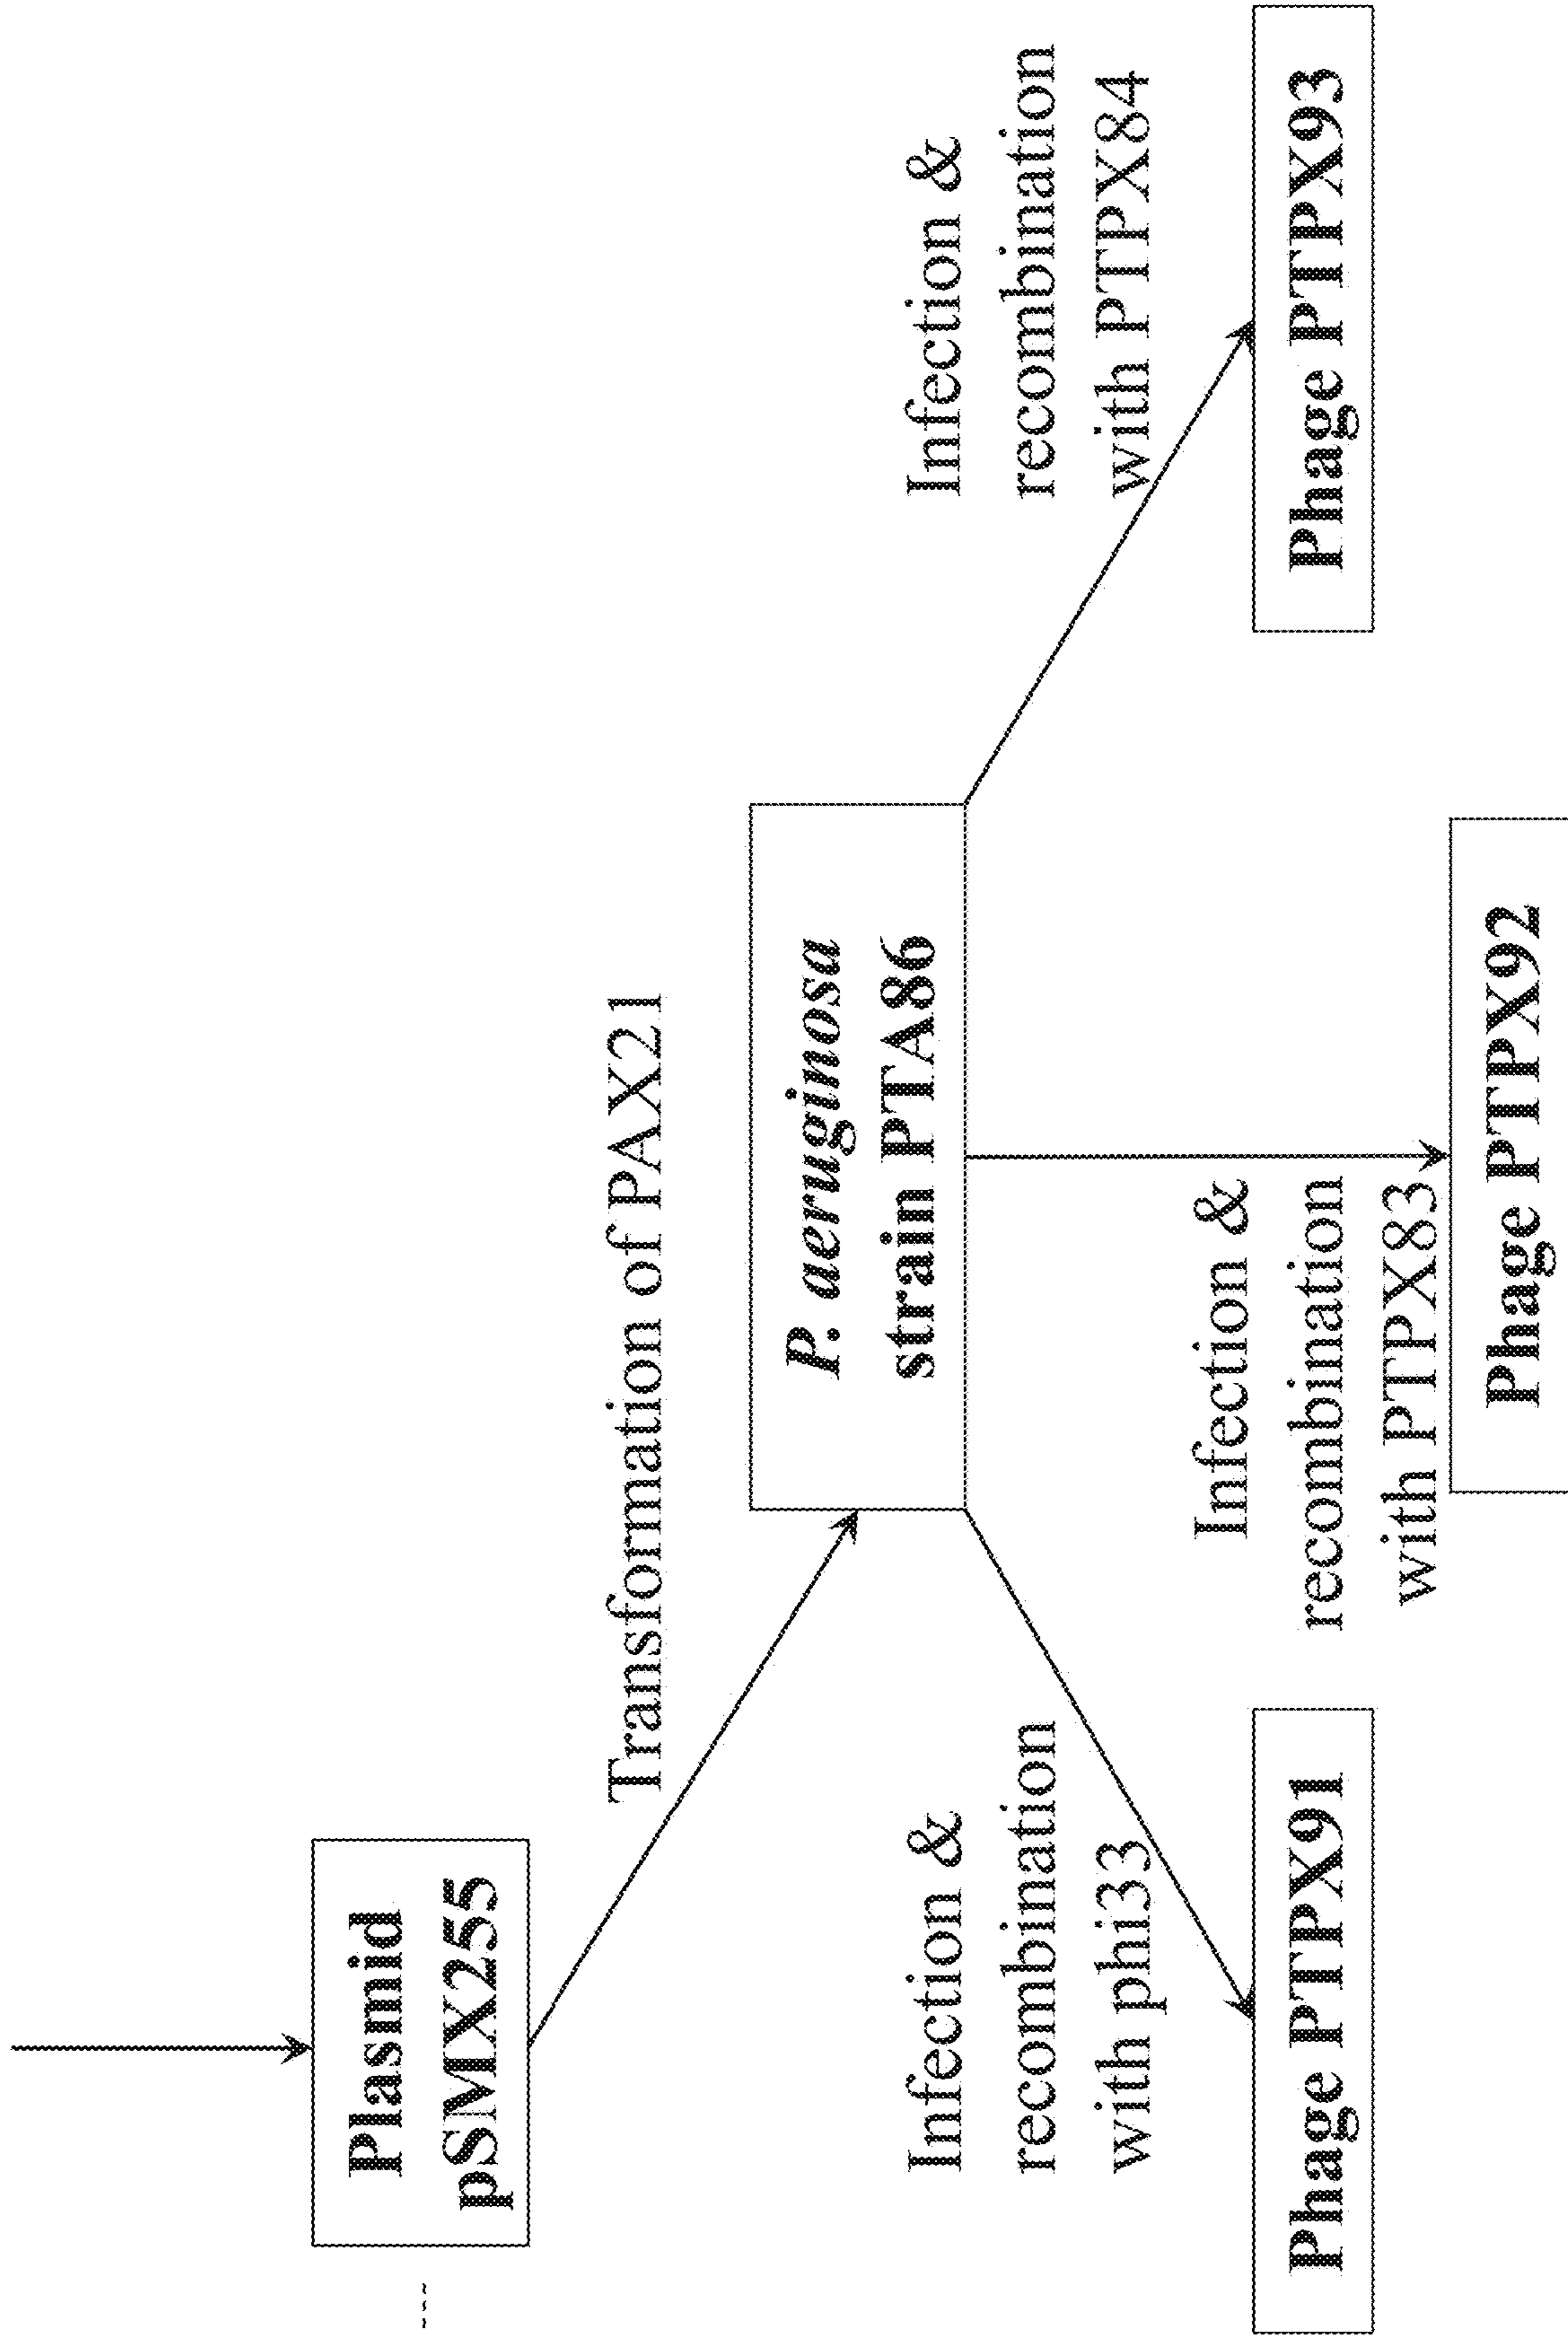 Plasmid
pSMX255
Transformation of PAX21
P. aeruginosa
strain PTA86
Infection &
recombination
with phi33
Infection &
recombination
with PTPX83
Infection &
recombination
with PTPX84
Phage PTPX91
Phage PTPX92
Phage PTPX93